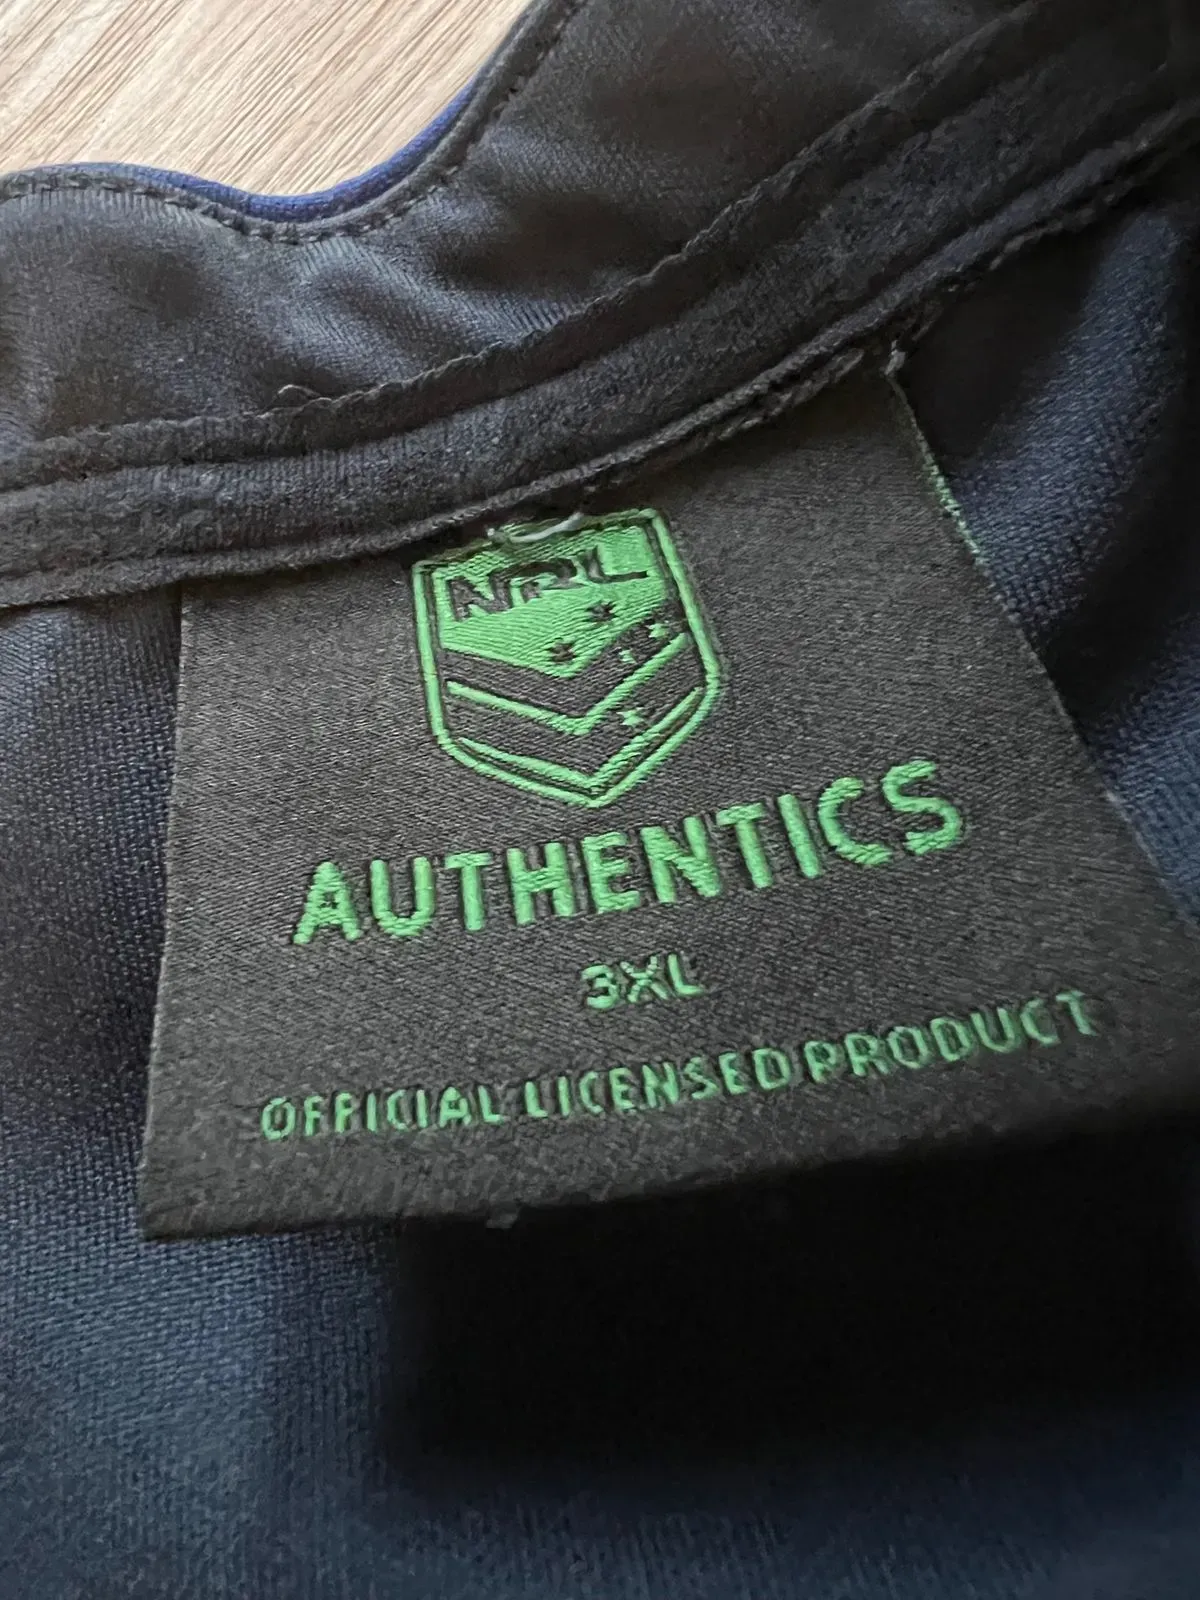 NRL
AUTHENTICS
3XL
OFFICIAL LICENSED PRODUCT